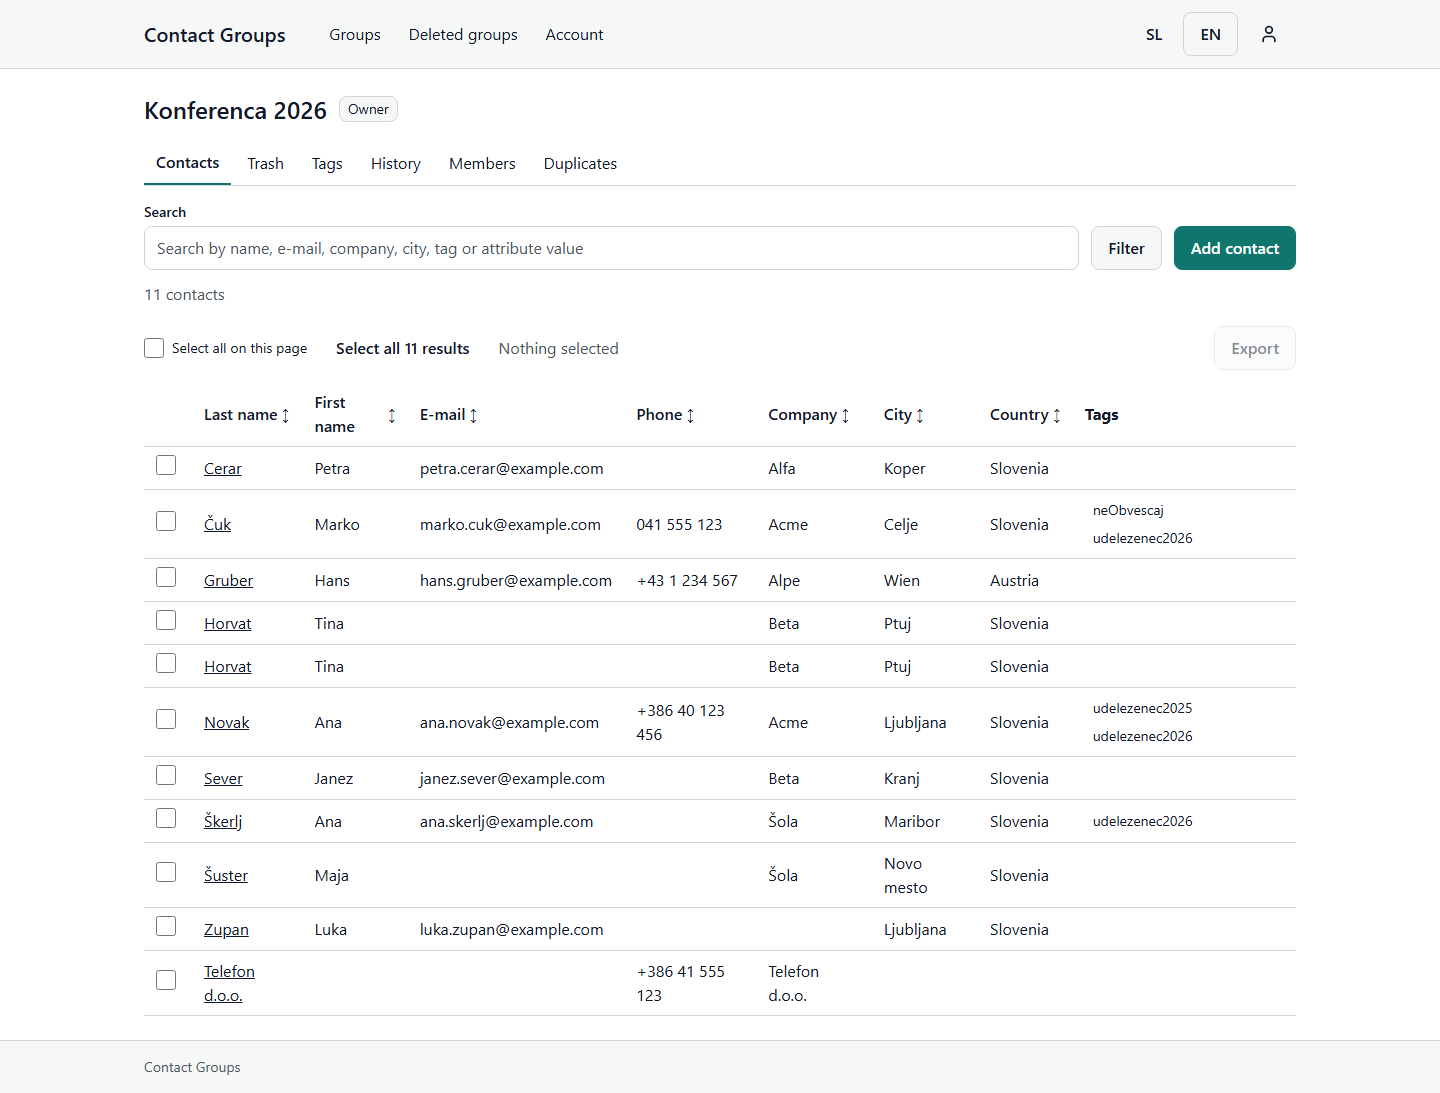 Contact Groups Groups Deleted groups Account SL EN
Konferenca 2026 Owner
Contacts Trash Tags History Members Duplicates
Search
Search by name, e-mail, company, city, tag or attribute value Filter Add contact
11 contacts
Select all on this page Select all 11 results Nothing selected Export
Last name First name E-mail Phone Company City Country Tags
Cerar Petra petra.cerar@example.com Alfa Koper Slovenia
Čuk Marko marko.cuk@example.com 041 555 123 Acme Celje Slovenia neObvescaj
udelezenec2026
Gruber Hans hans.gruber@example.com +43 1 234 567 Alpe Wien Austria
Horvat Tina Beta Ptuj Slovenia
Horvat Tina Beta Ptuj Slovenia
Novak Ana ana.novak@example.com +386 40 123 456 Acme Ljubljana Slovenia udelezenec2025
udelezenec2026
Sever Janez janez.sever@example.com Beta Kranj Slovenia
Škerlj Ana ana.skerlj@example.com Šola Maribor Slovenia udelezenec2026
Šuster Maja Šola Novo mesto Slovenia
Zupan Luka luka.zupan@example.com Ljubljana Slovenia
Telefon d.o.o. +386 41 555 123 Telefon d.o.o.
Contact Groups